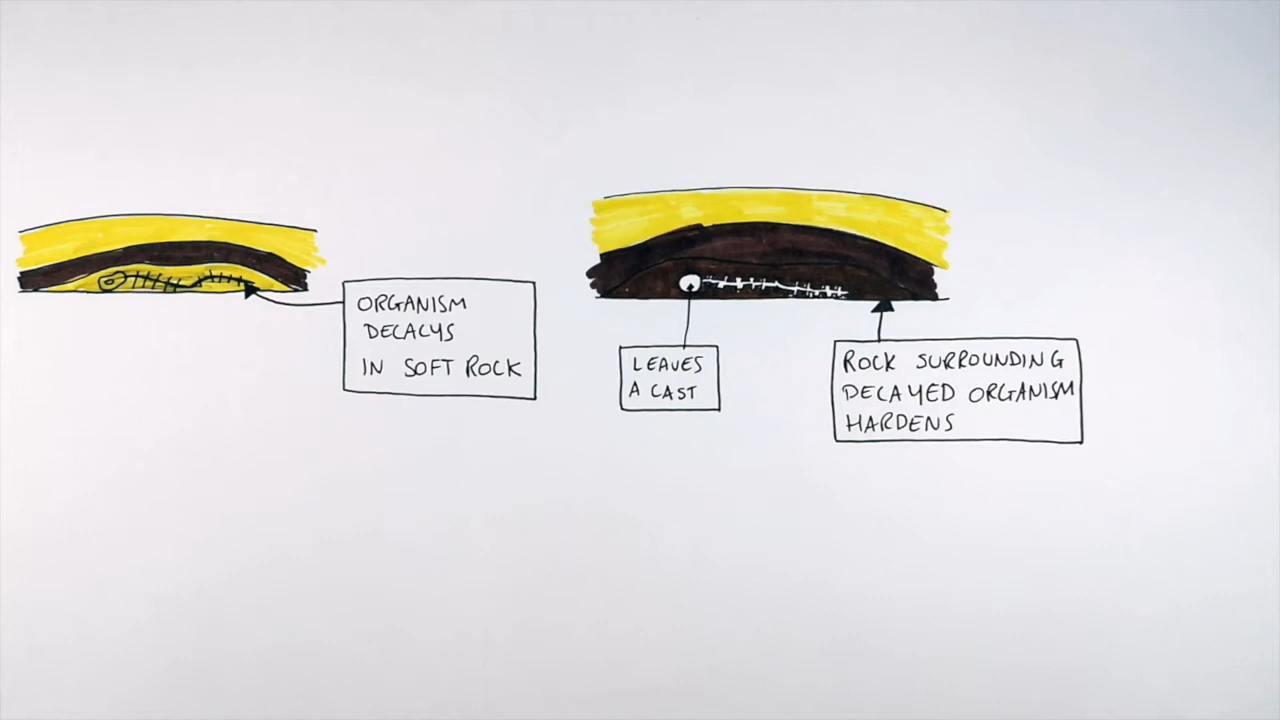 ORGANISM
DECALYS
IN SOFT ROCK
LEAVES
A CAST
ROCK SURROUNDING
DECAYED ORGANISM
HARDENS